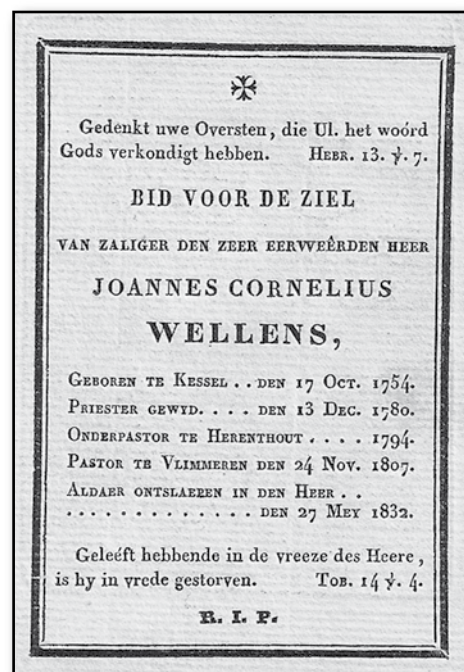 Gedenkt uwe Oversten, die Ul. het woórd
Gods verkondigt hebben. HEBR. 13. ℣. 7.
BID VOOR DE ZIEL
VAN ZALIGER DEN ZEER EERWEÊRDEN HEER
JOANNES CORNELIUS
WELLENS,
GEBOREN TE KESSEL . . DEN 17 OCT. 1754.
PRIESTER GEWYD. . . . DEN 13 DEC. 1780.
ONDERPASTOR TE HERENTHOUT . . . . 1794.
PASTOR TE VLIMMEREN DEN 24 NOV. 1807.
ALDAER ONTSLAEPEN IN DEN HEER . .
. . . . . . . . . . . . . . DEN 27 MEY 1832.
Geleéft hebbende in de vreeze des Heere,
is hy in vrede gestorven. TOB. 14 ℣. 4.
R. I. P.